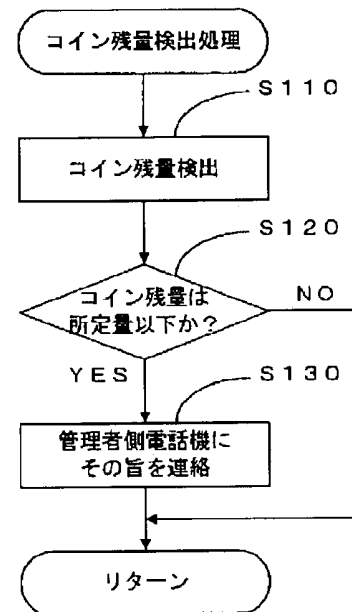 コイン残量検出処理
S110
コイン残量検出
S120
コイン残量は
所定量以下か?
NO
YES
S130
管理者側電話機に
その旨を連絡
リターン